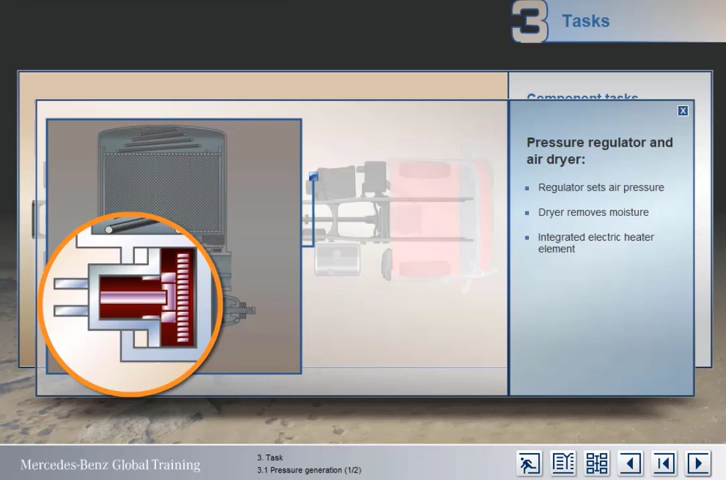 3 Tasks
Component tasks
Pressure regulator and
air dryer:
Regulator sets air pressure
Dryer removes moisture
Integrated electric heater
element
Mercedes-Benz Global Training
3. Task
3.1 Pressure generation (1/2)